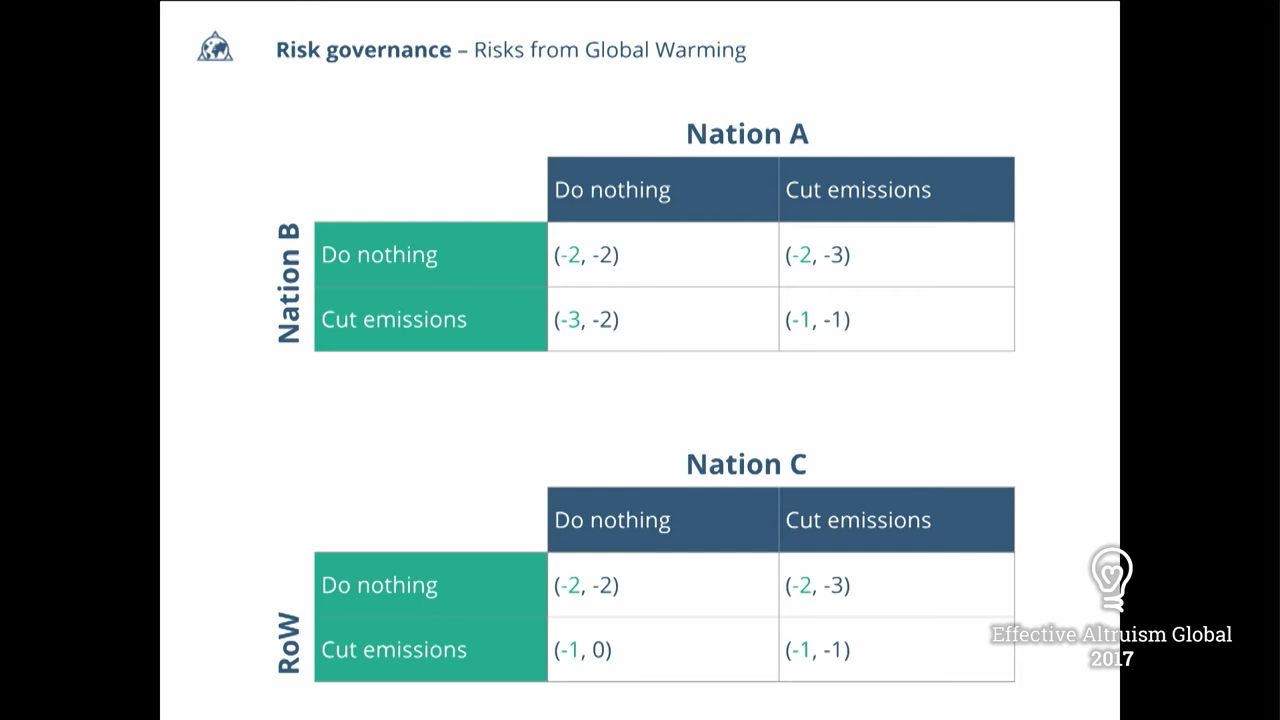 Risk governance – Risks from Global Warming
Nation A
Do nothing Cut emissions
Nation B
Do nothing (-2, -2) (-2, -3)
Cut emissions (-3, -2) (-1, -1)
Nation C
Do nothing Cut emissions
RoW
Do nothing (-2, -2) (-2, -3)
Cut emissions (-1, 0) (-1, -1)
Effective Altruism Global
2017